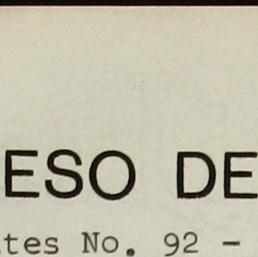 ESO DE
tes No. 92 -